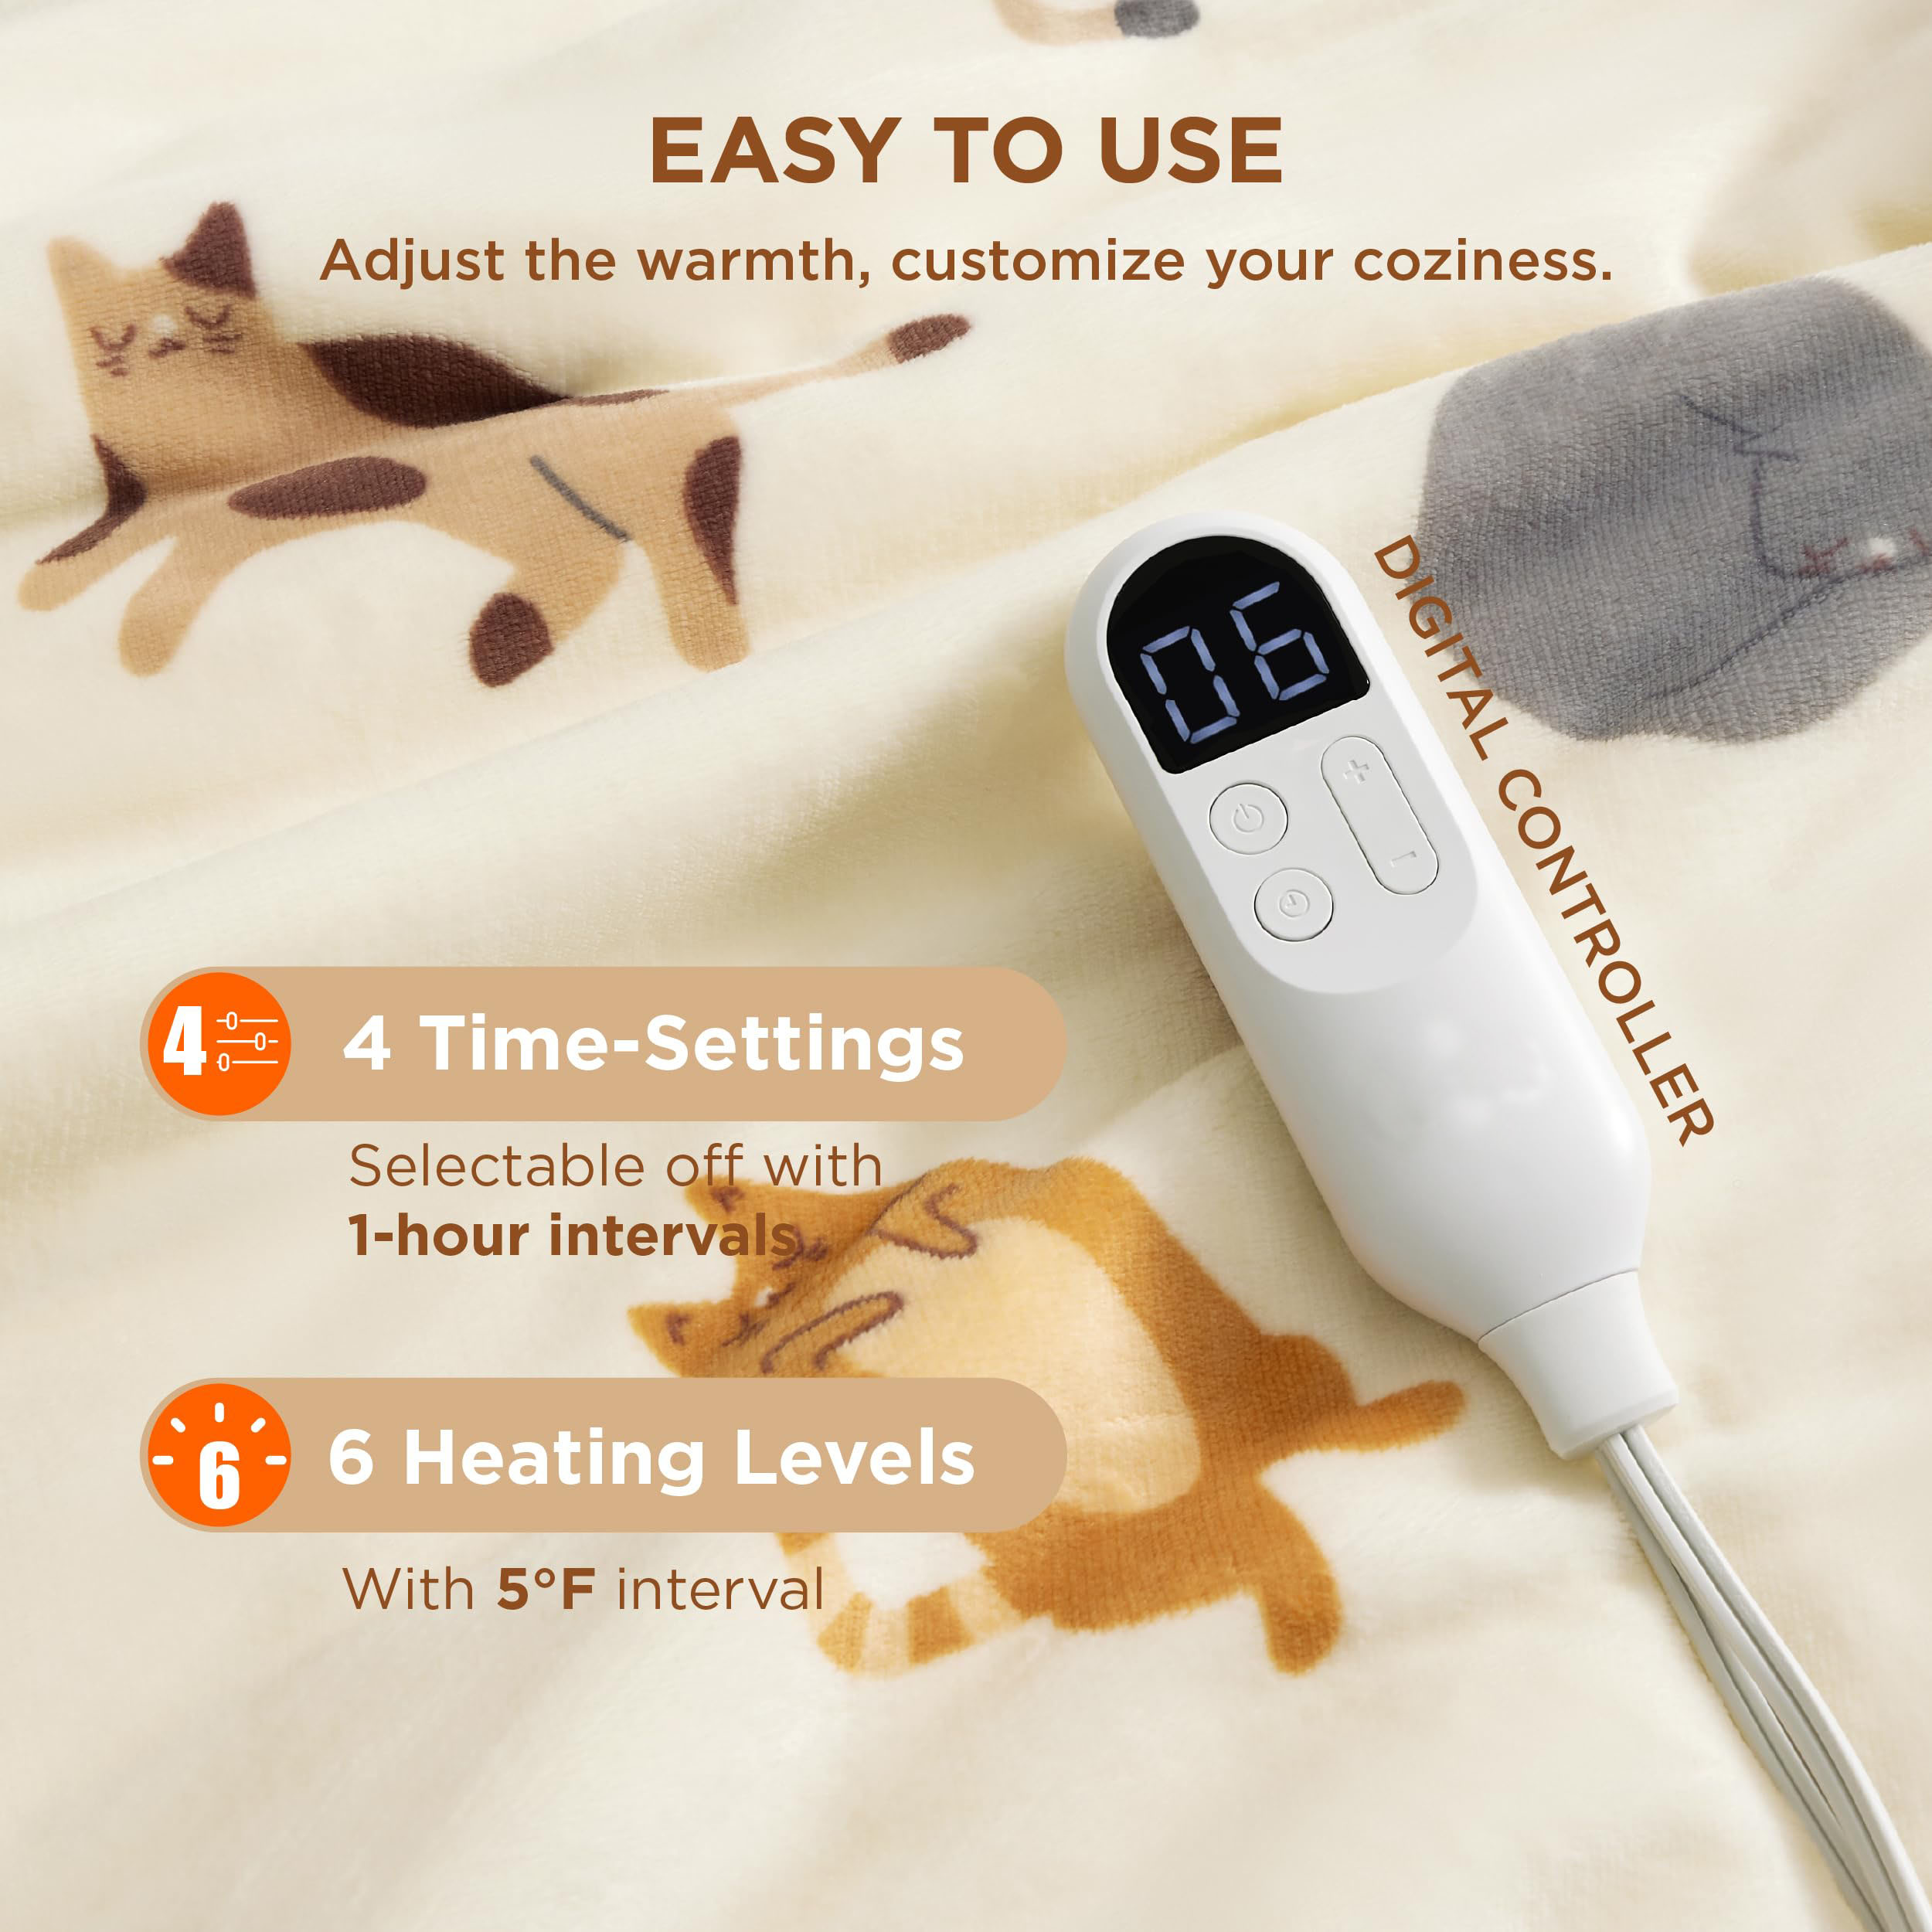 EASY TO USE
Adjust the warmth, customize your coziness.
06
DIGITAL CONTROLLER
4
4 Time-Settings
Selectable off with
1-hour intervals
6
6 Heating Levels
With 5°F interval